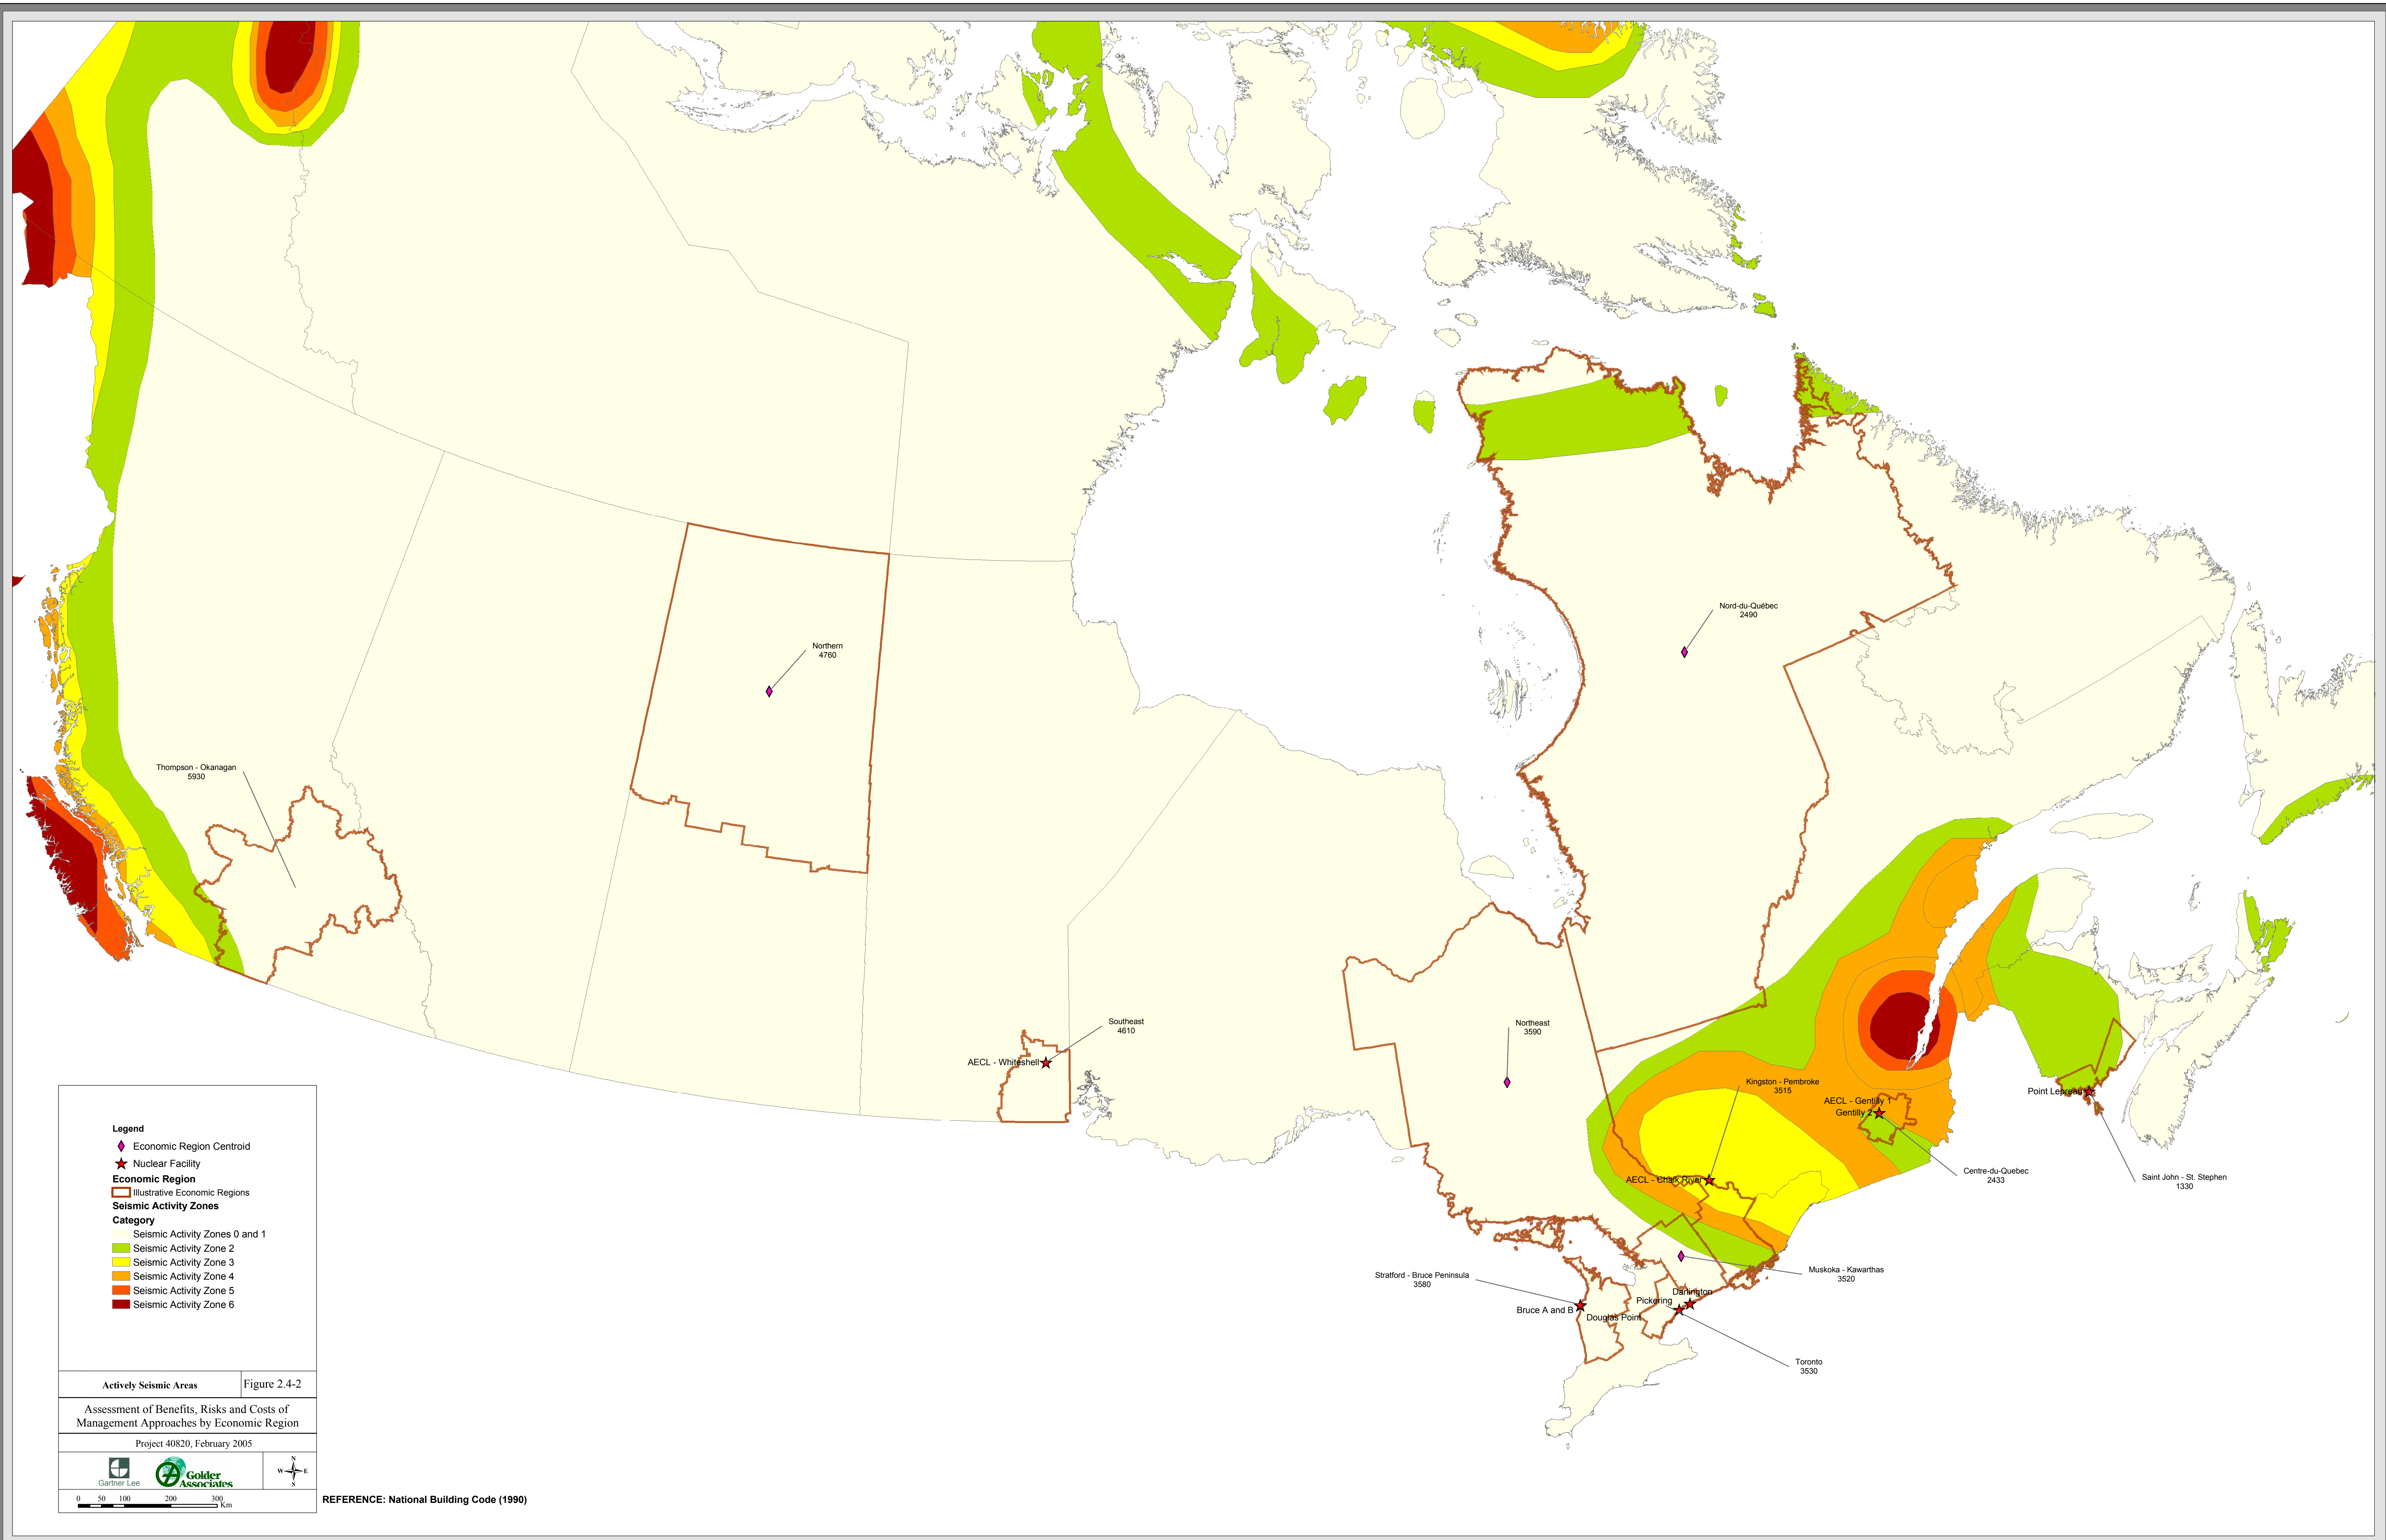 Nord-du-Québec
2490
Northern
4760
Thompson - Okanagan
5930
Southeast
4610
AECL - Whiteshell
Northeast
3590
Kingston - Pembroke
3515
AECL - Gentilly 1
Gentilly 2
Point Lepreau
AECL - Chalk River
Centre-du-Quebec
2433
Saint John - St. Stephen
1330
Stratford - Bruce Peninsula
3580
Muskoka - Kawarthas
3520
Darlington
Pickering
Bruce A and B
Douglas Point
Toronto
3530
Legend
Economic Region Centroid
Nuclear Facility
Economic Region
Illustrative Economic Regions
Seismic Activity Zones
Category
Seismic Activity Zones 0 and 1
Seismic Activity Zone 2
Seismic Activity Zone 3
Seismic Activity Zone 4
Seismic Activity Zone 5
Seismic Activity Zone 6
Actively Seismic Areas
Figure 2.4-2
Assessment of Benefits, Risks and Costs of
Management Approaches by Economic Region
Project 40820, February 2005
Gartner Lee
Golder
Associates
N
W E
S
0 50 100 200 300
Km
REFERENCE: National Building Code (1990)